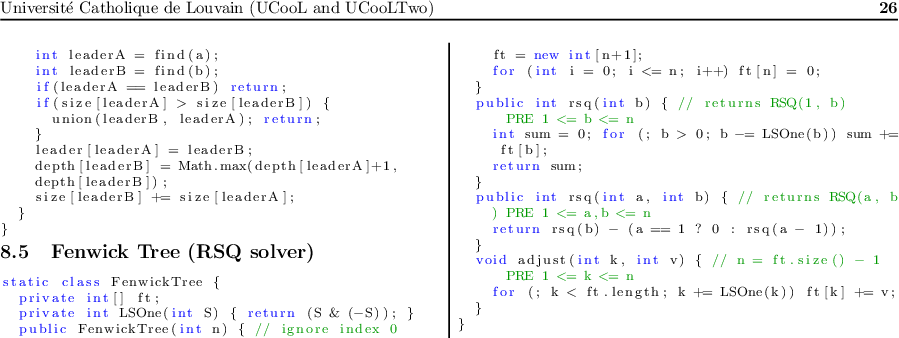 Université Catholique de Louvain (UCooL and UCooLTwo) 26
int leaderA = find(a);
int leaderB = find(b);
if(leaderA == leaderB) return;
if(size[leaderA] > size[leaderB]) {
union(leaderB, leaderA); return;
}
leader[leaderA] = leaderB;
depth[leaderB] = Math.max(depth[leaderA]+1,
depth[leaderB]);
size[leaderB] += size[leaderA];
}
}
8.5 Fenwick Tree (RSQ solver)
static class FenwickTree {
private int[] ft;
private int LSOne(int S) { return (S & (-S)); }
public FenwickTree(int n) { // ignore index 0
ft = new int[n+1];
for (int i = 0; i <= n; i++) ft[n] = 0;
}
public int rsq(int b) { // returns RSQ(1, b)
PRE 1 <= b <= n
int sum = 0; for (; b > 0; b -= LSOne(b)) sum +=
ft[b];
return sum;
}
public int rsq(int a, int b) { // returns RSQ(a, b
) PRE 1 <= a,b <= n
return rsq(b) - (a == 1 ? 0 : rsq(a - 1));
}
void adjust(int k, int v) { // n = ft.size() - 1
PRE 1 <= k <= n
for (; k < ft.length; k += LSOne(k)) ft[k] += v;
}
}